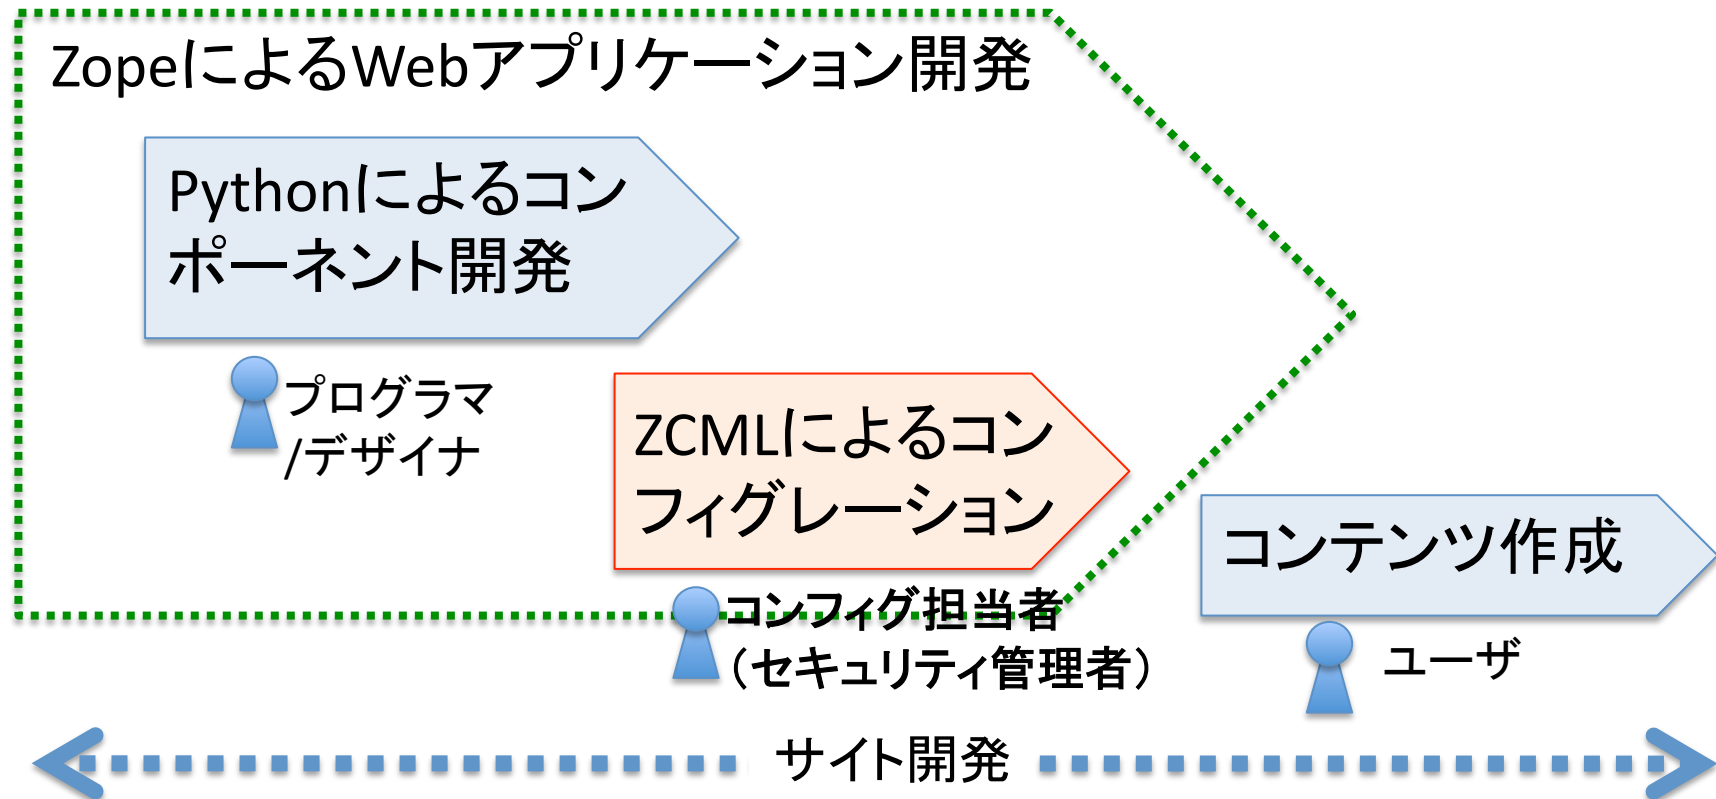 ZopeによるWebアプリケーション開発
Pythonによるコン
ポーネント開発
プログラマ
/デザイナ
ZCMLによるコン
フィグレーション
コンフィグ担当者
（セキュリティ管理者）
コンテンツ作成
ユーザ
サイト開発